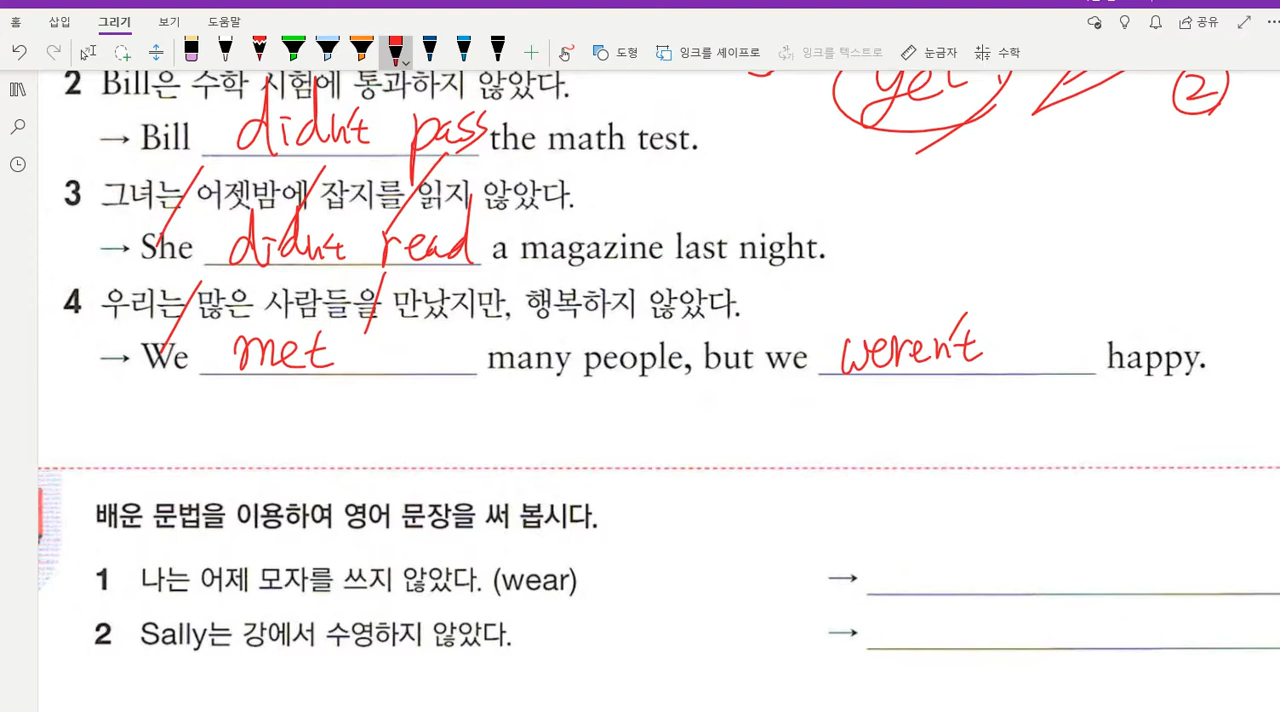 홈 삽입 그리기 보기 도움말 공유
도형 잉크를 셰이프로 잉크를 텍스트로 눈금자 수학
yet, ②
2 Bill은 수학 시험에 통과하지 않았다.
→ Bill didn't pass the math test.
3 그녀는 어젯밤에 잡지를 읽지 않았다.
→ She didn't read a magazine last night.
4 우리는 많은 사람들을 만났지만, 행복하지 않았다.
→ We met many people, but we weren't happy.
배운 문법을 이용하여 영어 문장을 써 봅시다.
1 나는 어제 모자를 쓰지 않았다. (wear) →
2 Sally는 강에서 수영하지 않았다. →